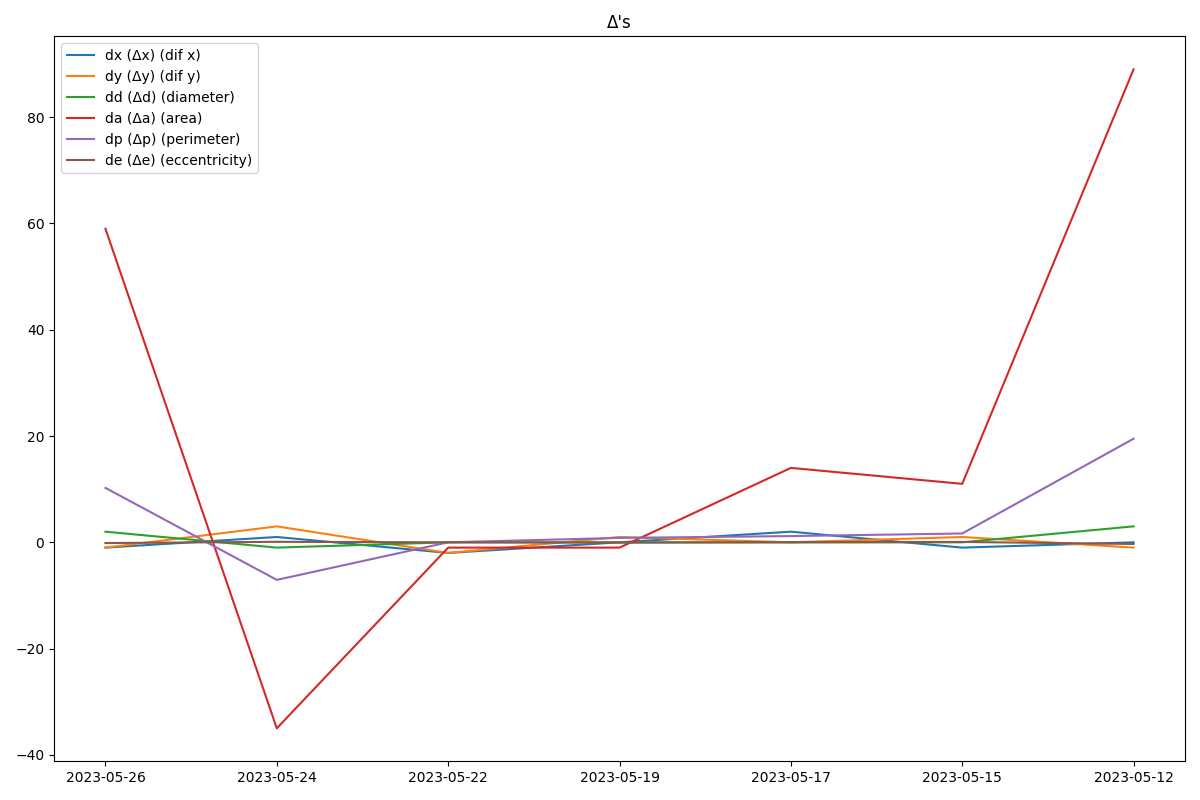 Δ's
dx (Δx) (dif x)
dy (Δy) (dif y)
dd (Δd) (diameter)
da (Δa) (area)
dp (Δp) (perimeter)
de (Δe) (eccentricity)
80
60
40
20
0
−20
−40
2023-05-26 2023-05-24 2023-05-22 2023-05-19 2023-05-17 2023-05-15 2023-05-12